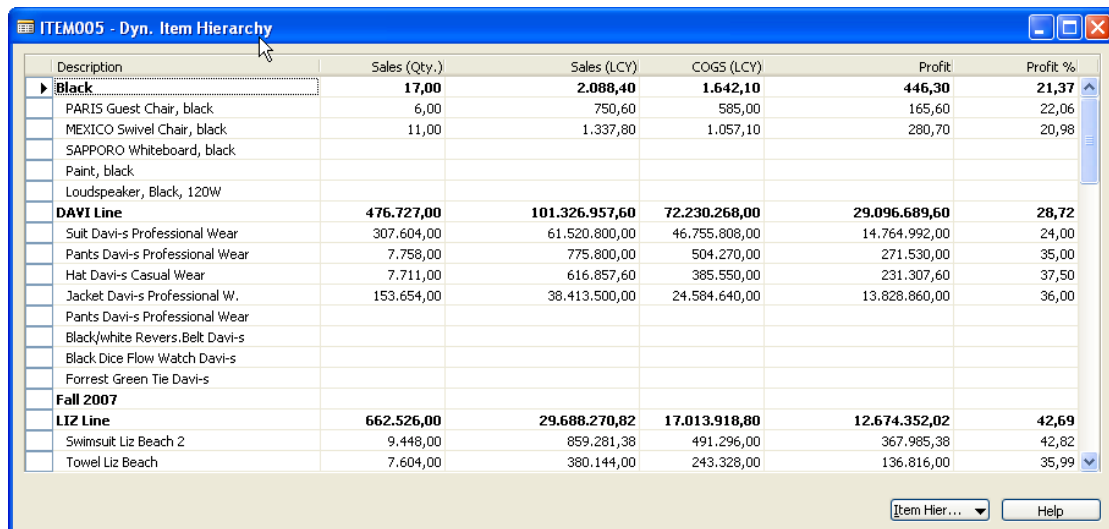 ITEM005 - Dyn. Item Hierarchy
Description Sales (Qty.) Sales (LCY) COGS (LCY) Profit Profit %
Black 17,00 2.088,40 1.642,10 446,30 21,37
PARIS Guest Chair, black 6,00 750,60 585,00 165,60 22,06
MEXICO Swivel Chair, black 11,00 1.337,80 1.057,10 280,70 20,98
SAPPORO Whiteboard, black
Paint, black
Loudspeaker, Black, 120W
DAVI Line 476.727,00 101.326.957,60 72.230.268,00 29.096.689,60 28,72
Suit Davi-s Professional Wear 307.604,00 61.520.800,00 46.755.808,00 14.764.992,00 24,00
Pants Davi-s Professional Wear 7.758,00 775.800,00 504.270,00 271.530,00 35,00
Hat Davi-s Casual Wear 7.711,00 616.857,60 385.550,00 231.307,60 37,50
Jacket Davi-s Professional W. 153.654,00 38.413.500,00 24.584.640,00 13.828.860,00 36,00
Pants Davi-s Professional Wear
Black/white Revers.Belt Davi-s
Black Dice Flow Watch Davi-s
Forrest Green Tie Davi-s
Fall 2007
LIZ Line 662.526,00 29.688.270,82 17.013.918,80 12.674.352,02 42,69
Swimsuit Liz Beach 2 9.448,00 859.281,38 491.296,00 367.985,38 42,82
Towel Liz Beach 7.604,00 380.144,00 243.328,00 136.816,00 35,99
Item Hier... Help